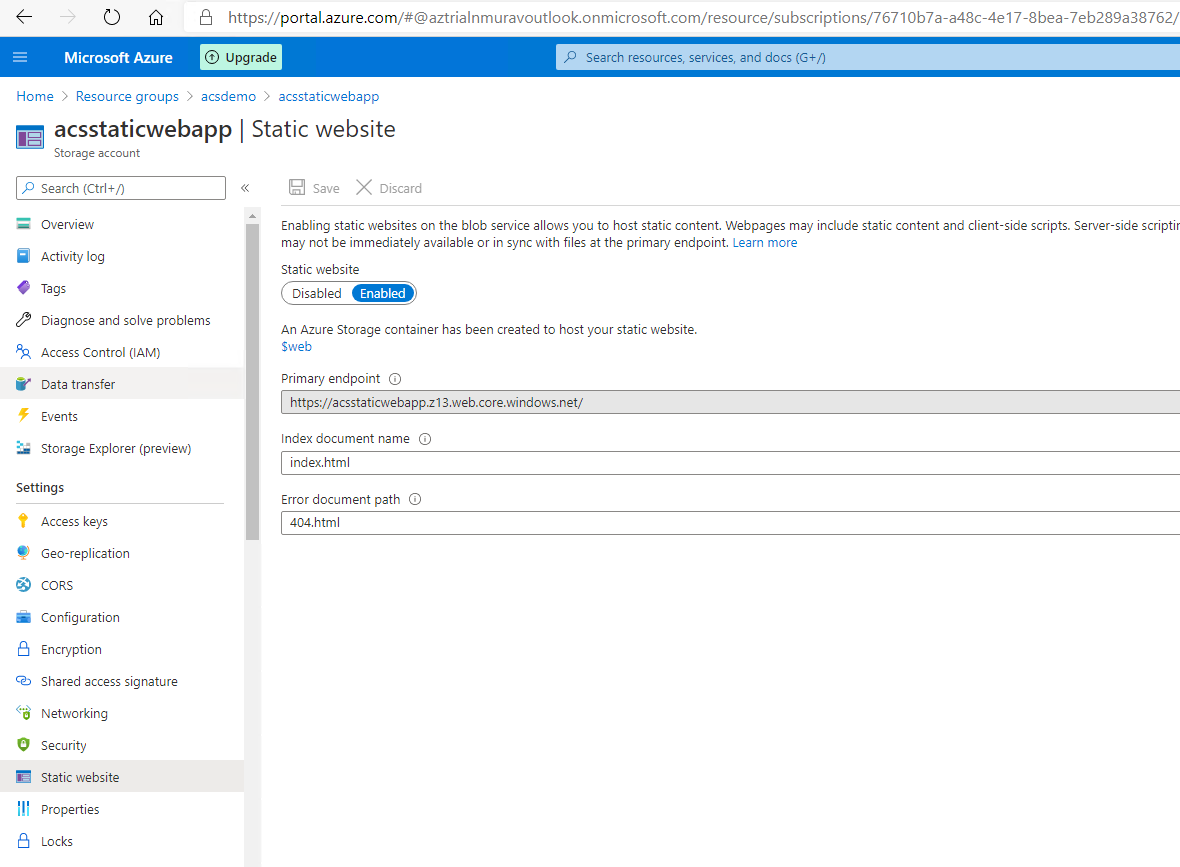 https://portal.azure.com/#@aztrialnmuravoutlook.onmicrosoft.com/resource/subscriptions/76710b7a-a48c-4e17-8bea-7eb289a38762/
Microsoft Azure
Upgrade
Search resources, services, and docs (G+/)
Home > Resource groups > acsdemo > acsstaticwebapp
acsstaticwebapp | Static website
Storage account
Search (Ctrl+/)
«
Overview
Activity log
Tags
Diagnose and solve problems
Access Control (IAM)
Data transfer
Events
Storage Explorer (preview)
Settings
Access keys
Geo-replication
CORS
Configuration
Encryption
Shared access signature
Networking
Security
Static website
Properties
Locks
Save Discard
Enabling static websites on the blob service allows you to host static content. Webpages may include static content and client-side scripts. Server-side scriptin
may not be immediately available or in sync with files at the primary endpoint. Learn more
Static website
Disabled Enabled
An Azure Storage container has been created to host your static website.
$web
Primary endpoint
https://acsstaticwebapp.z13.web.core.windows.net/
Index document name
index.html
Error document path
404.html